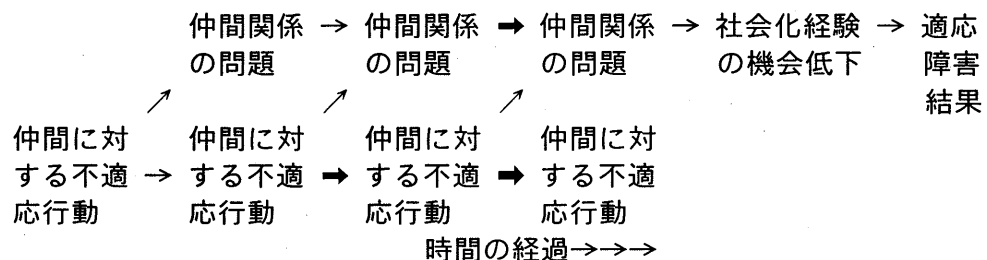 仲間関係 → 仲間関係 ➡ 仲間関係 → 社会化経験 → 適応
の問題 の問題 の問題 の機会低下 障害
↗ ↗ ↗ 結果
仲間に対 仲間に対 仲間に対 仲間に対
する不適 → する不適 ➡ する不適 ➡ する不適
応行動 応行動 応行動 応行動
時間の経過→→→